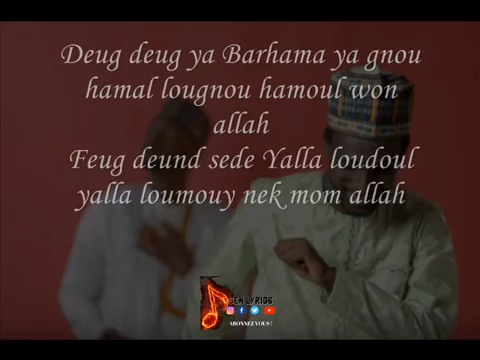 Deug deug ya Barhama ya gnou
hamal lougnou hamoul won
allah
Feug deund sede Yalla loudoul
yalla loumouy nek mom allah
SEN LYRICS
ABONNEZ VOUS !